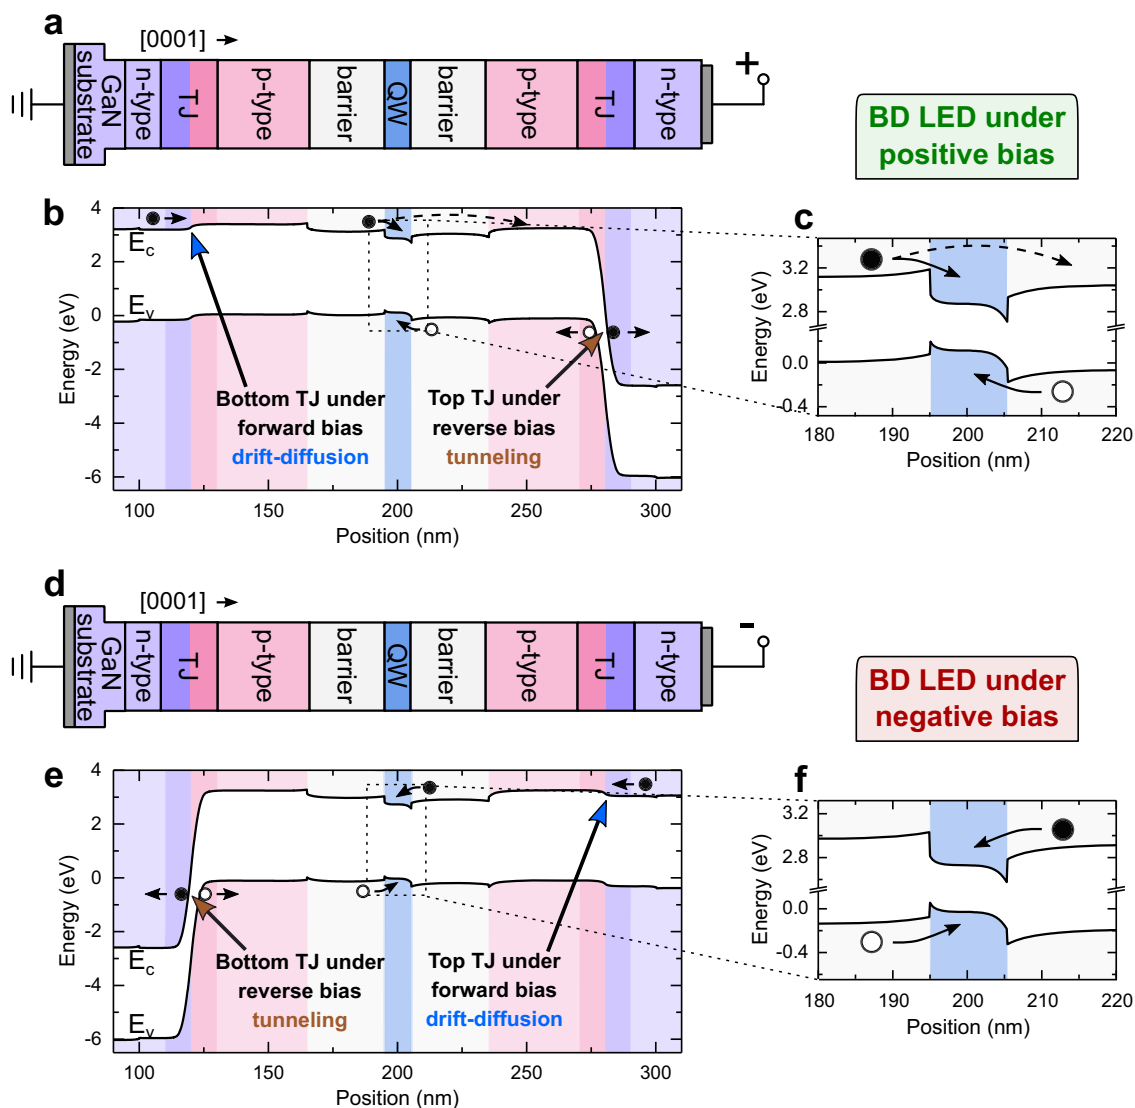 a
[0001]
GaN
substrate
n-type
TJ
p-type
barrier
QW
barrier
p-type
TJ
n-type
+
BD LED under
positive bias
b
4
2
0
-2
-4
-6
Energy (eV)
Ec
Ev
Bottom TJ under
forward bias
drift-diffusion
Top TJ under
reverse bias
tunneling
100
150
200
250
300
Position (nm)
c
3.2
2.8
0.0
-0.4
Energy (eV)
180
190
200
210
220
Position (nm)
d
[0001]
GaN
substrate
n-type
TJ
p-type
barrier
QW
barrier
p-type
TJ
n-type
-
BD LED under
negative bias
e
4
2
0
-2
-4
-6
Energy (eV)
Ec
Ev
Bottom TJ under
reverse bias
tunneling
Top TJ under
forward bias
drift-diffusion
100
150
200
250
300
Position (nm)
f
3.2
2.8
0.0
-0.4
Energy (eV)
180
190
200
210
220
Position (nm)